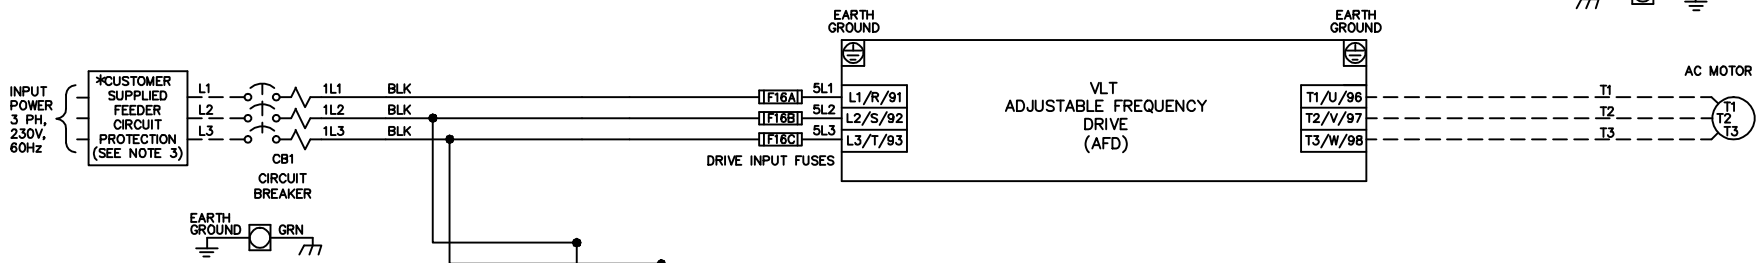 EARTH
GROUND
EARTH
GROUND
INPUT
POWER
3 PH,
230V,
60Hz
*CUSTOMER
SUPPLIED
FEEDER
CIRCUIT
PROTECTION
(SEE NOTE 3)
L1
L2
L3
CB1
CIRCUIT
BREAKER
1L1 BLK
1L2
1L3 BLK
F16A
F16B
F16C
DRIVE INPUT FUSES
5L1
5L2
5L3
L1/R/91
L2/S/92
L3/T/93
VLT
ADJUSTABLE FREQUENCY
DRIVE
(AFD)
T1/U/96
T2/V/97
T3/W/98
T1
T2
T3
AC MOTOR
T1
T2
T3
EARTH
GROUND GRN